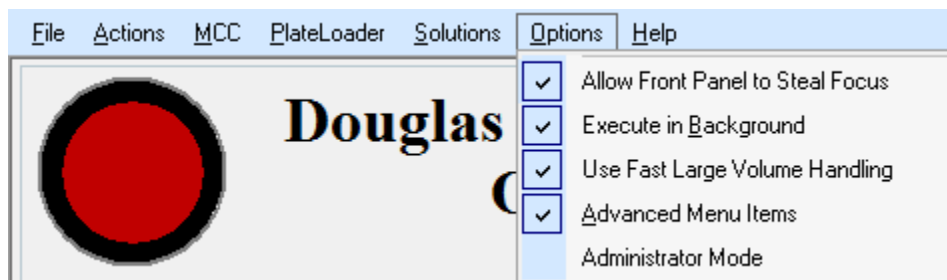 File Actions MCC PlateLoader Solutions Options Help
Allow Front Panel to Steal Focus
Douglas
Execute in Background
Use Fast Large Volume Handling
Advanced Menu Items
Administrator Mode